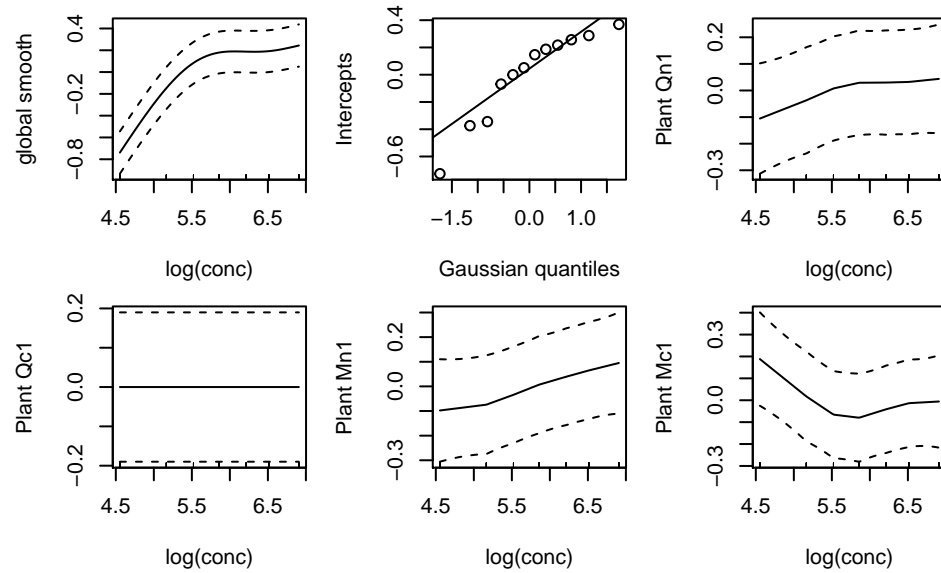 global smooth
0.4
−0.2
−0.8
4.5 5.5 6.5
log(conc)
Intercepts
0.4
0.0
−0.6
−1.5 0.0 1.0
Gaussian quantiles
Plant Qn1
0.2
0.0
−0.3
4.5 5.5 6.5
log(conc)
Plant Qc1
0.2
0.0
−0.2
4.5 5.5 6.5
log(conc)
Plant Mn1
0.2
0.0
−0.3
4.5 5.5 6.5
log(conc)
Plant Mc1
0.3
0.0
−0.3
4.5 5.5 6.5
log(conc)